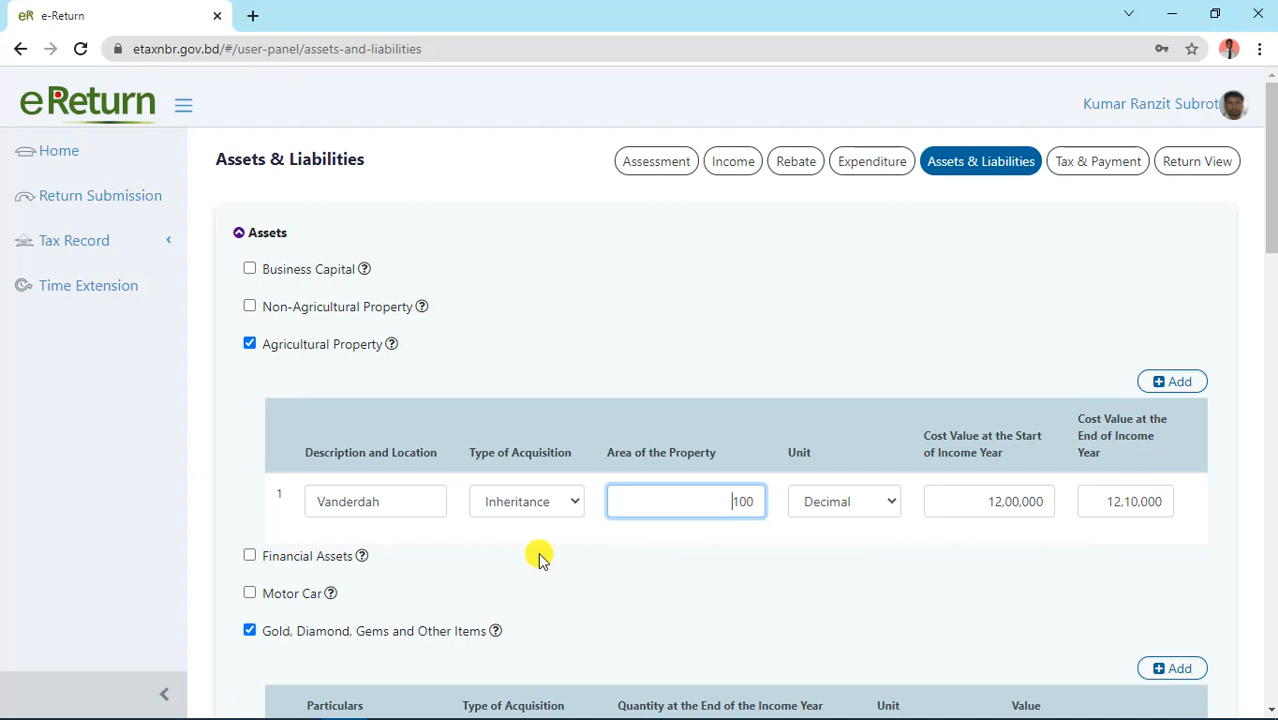 eR e-Return
etaxnbr.gov.bd/#/user-panel/assets-and-liabilities
eReturn
Kumar Ranzit Subrot
Home
Return Submission
Tax Record
Time Extension
Assets & Liabilities
Assessment Income Rebate Expenditure Assets & Liabilities Tax & Payment Return View
Assets
Business Capital
Non-Agricultural Property
Agricultural Property
Add
Description and Location Type of Acquisition Area of the Property Unit Cost Value at the Start of Income Year Cost Value at the End of Income Year
1 Vanderdah Inheritance 100 Decimal 12,00,000 12,10,000
Financial Assets
Motor Car
Gold, Diamond, Gems and Other Items
Add
Particulars Type of Acquisition Quantity at the End of the Income Year Unit Value